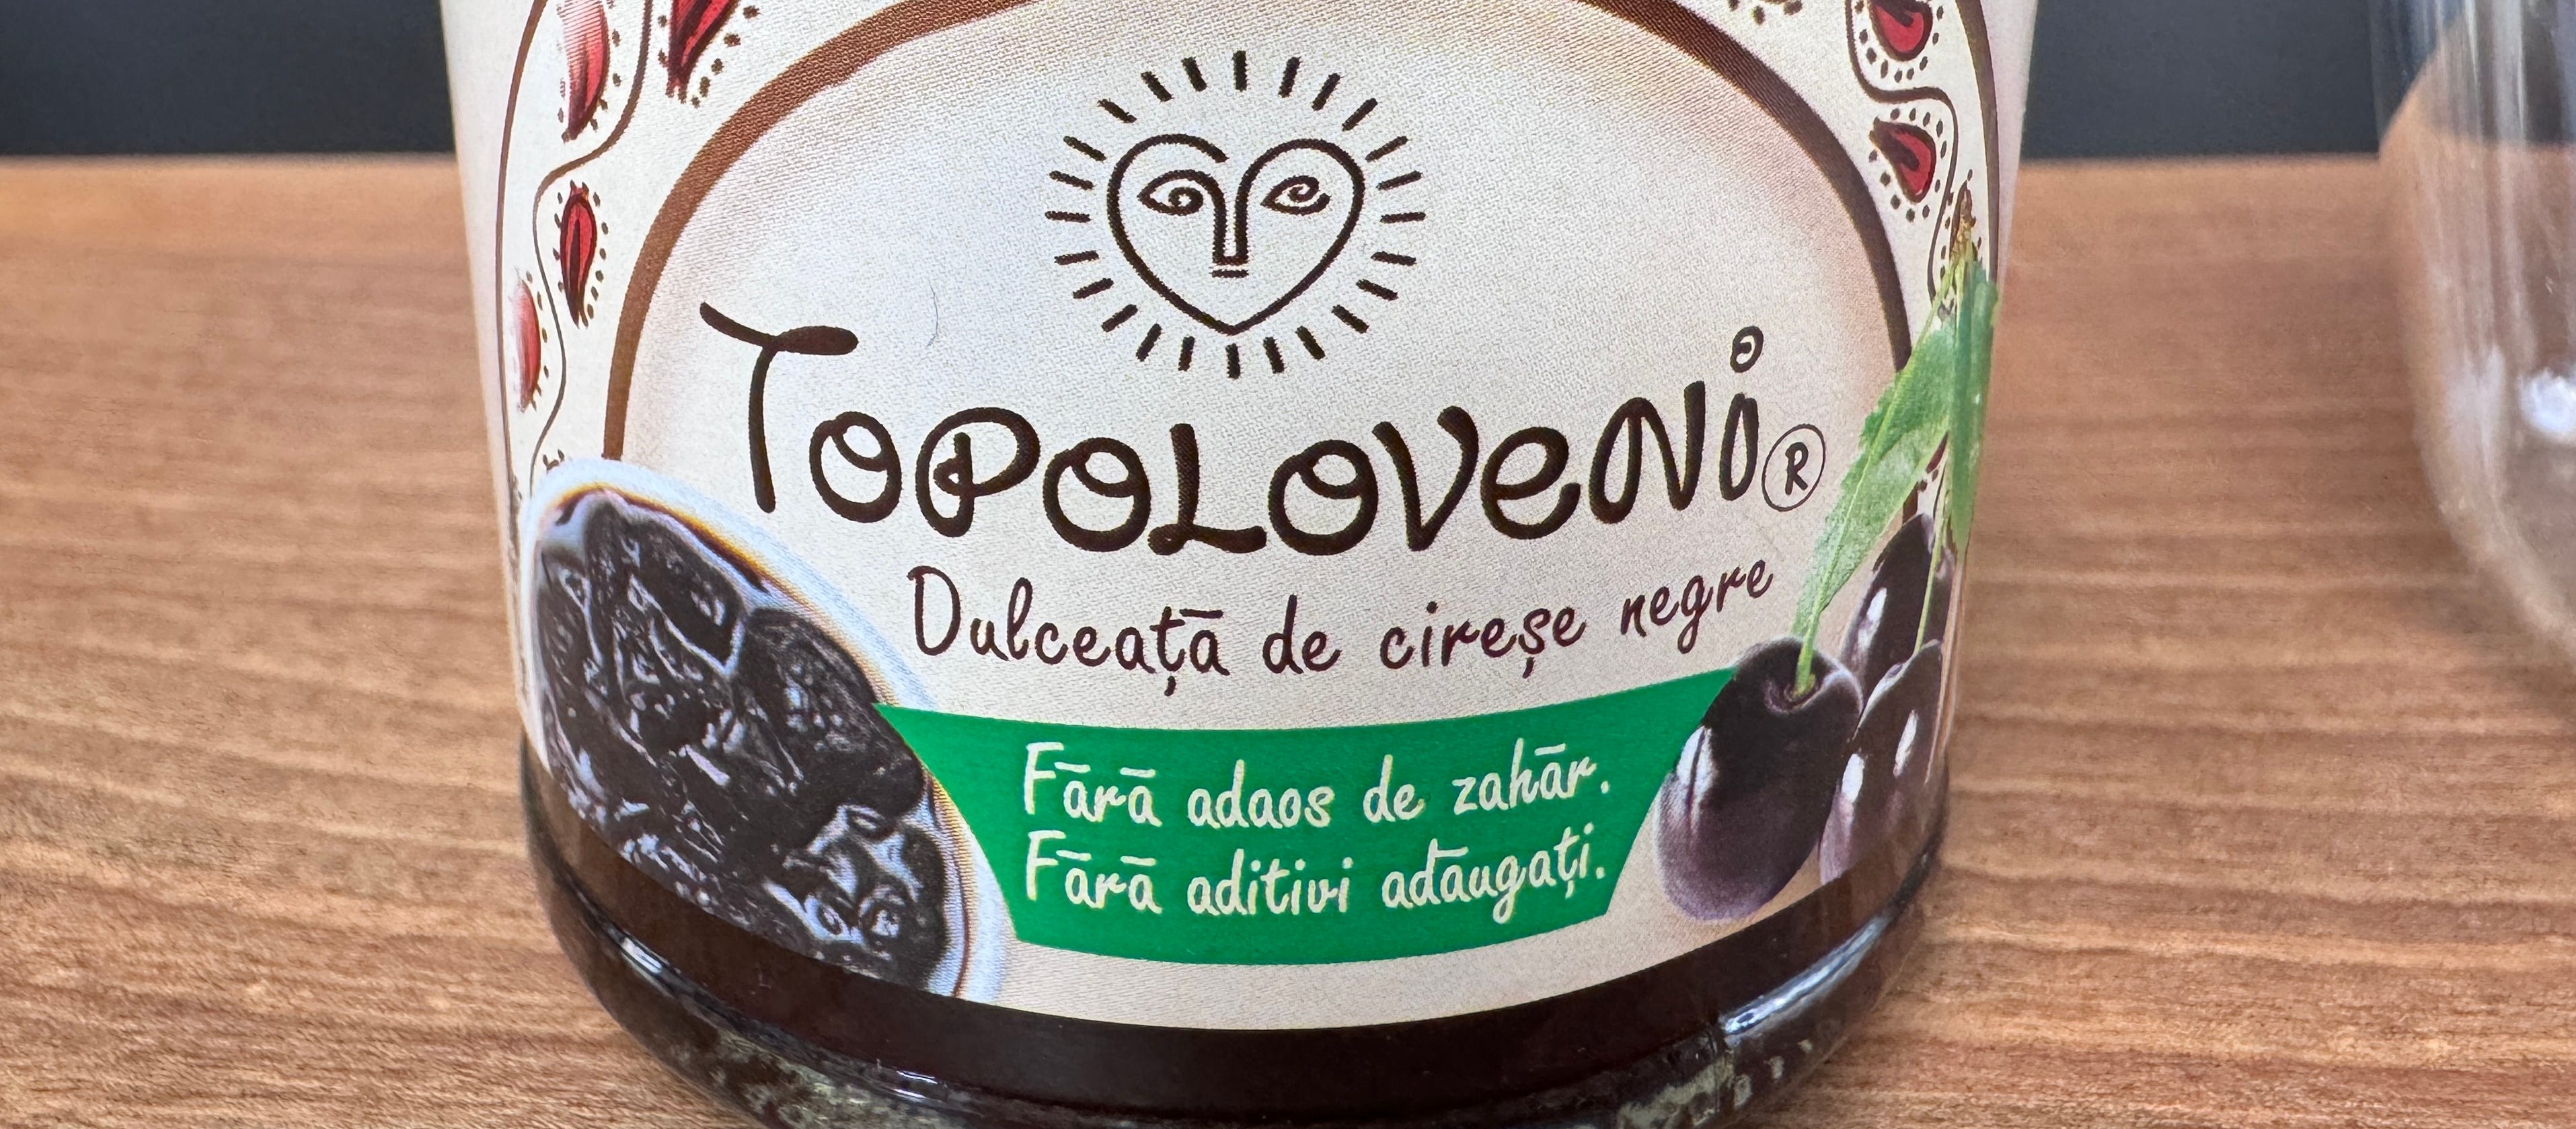 TOPOLOVENi®
Dulceață de cireșe negre
Fără adaos de zahăr.
Fără aditivi adăugați.